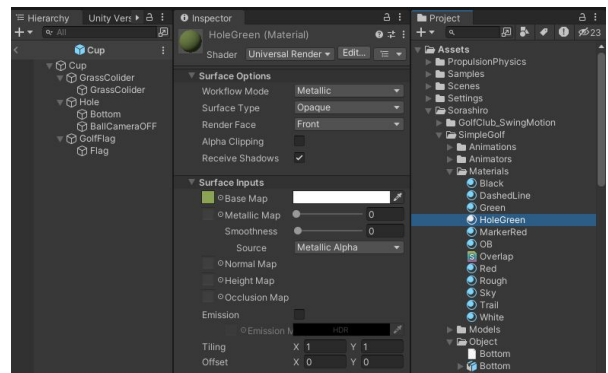 Hierarchy
Unity Vers
All
Cup
Cup
GrassColider
GrassColider
Hole
Bottom
BallCameraOFF
GolfFlag
Flag
Inspector
HoleGreen (Material)
Shader Universal Render Edit...
Surface Options
Workflow Mode Metallic
Surface Type Opaque
Render Face Front
Alpha Clipping
Receive Shadows
Surface Inputs
Base Map
Metallic Map 0
Smoothness 0
Source Metallic Alpha
Normal Map
Height Map
Occlusion Map
Emission
Emission M HDR
Tiling X 1 Y 1
Offset X 0 Y 0
Project
23
Assets
PropulsionPhysics
Samples
Scenes
Settings
Sorashiro
GolfClub_SwingMotion
SimpleGolf
Animations
Animators
Materials
Black
DashedLine
Green
HoleGreen
MarkerRed
OB
Overlap
Red
Rough
Sky
Trail
White
Models
Object
Bottom
Bottom